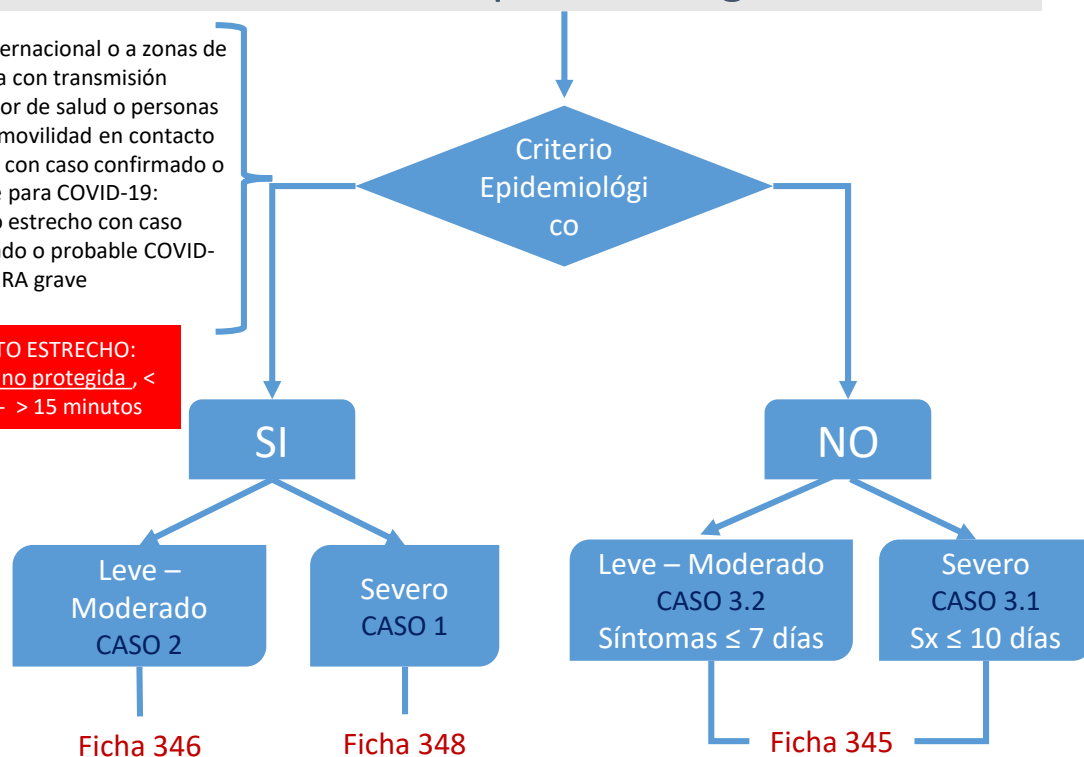 ernacional o a zonas de
a con transmisión
or de salud o personas
movilidad en contacto
con caso confirmado o
e para COVID-19:
o estrecho con caso
ado o probable COVID-
RA grave
TO ESTRECHO:
no protegida , <
- > 15 minutos
Criterio
Epidemiológi
co
SI
NO
Leve –
Moderado
CASO 2
Severo
CASO 1
Leve – Moderado
CASO 3.2
Síntomas ≤ 7 días
Severo
CASO 3.1
Sx ≤ 10 días
Ficha 346
Ficha 348
Ficha 345